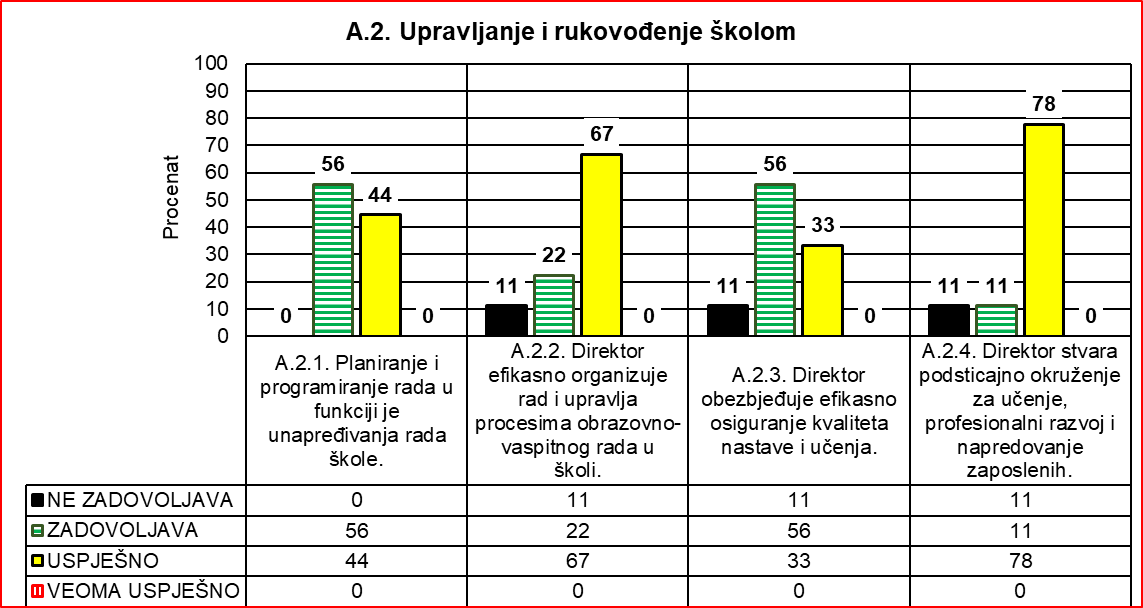 A.2. Upravljanje i rukovođenje školom
Procenat
100
90
80
70
60
50
40
30
20
10
0
0
56
44
0
11
22
67
0
11
56
33
0
11
11
78
0
A.2.1. Planiranje i
programiranje rada u
funkciji je
unapređivanja rada
škole.
A.2.2. Direktor
efikasno organizuje
rad i upravlja
procesima obrazovno-
vaspitnog rada u
školi.
A.2.3. Direktor
obezbjeđuje efikasno
osiguranje kvaliteta
nastave i učenja.
A.2.4. Direktor stvara
podsticajno okruženje
za učenje,
profesionalni razvoj i
napredovanje
zaposlenih.
NE ZADOVOLJAVA 0 11 11 11
ZADOVOLJAVA 56 22 56 11
USPJEŠNO 44 67 33 78
VEOMA USPJEŠNO 0 0 0 0